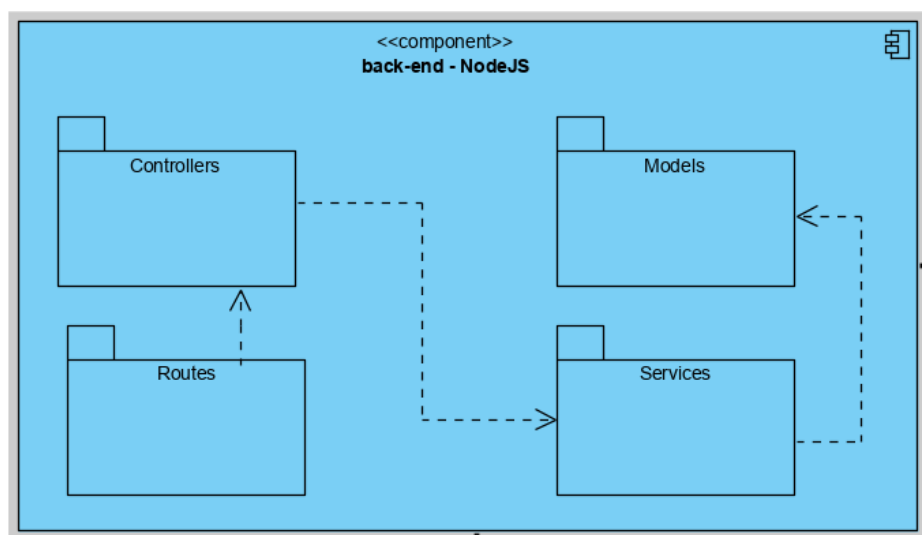 <<component>>
back-end - NodeJS
Controllers
Models
Routes
Services